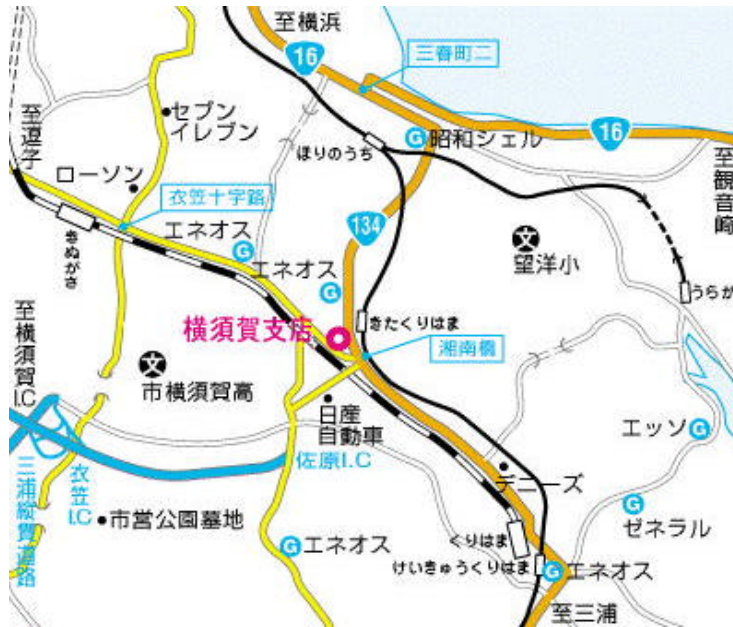 至横浜
16
三春町二
セブン
イレブン
至逗子
ほりのうち
G
昭和シェル
16
至観音崎
ローソン
衣笠十字路
エネオス
G
134
文
望洋小
きぬがさ
エネオス
G
うらが
至横須賀I.C
横須賀支店
きたくりはま
湘南橋
文
市横須賀高
日産
自動車
エッソ
G
佐原I.C
三浦縦貫道路
衣笠I.C
デニーズ
市営公園墓地
G
ゼネラル
G
エネオス
くりはま
けいきゅうくりはま
G
エネオス
至三浦